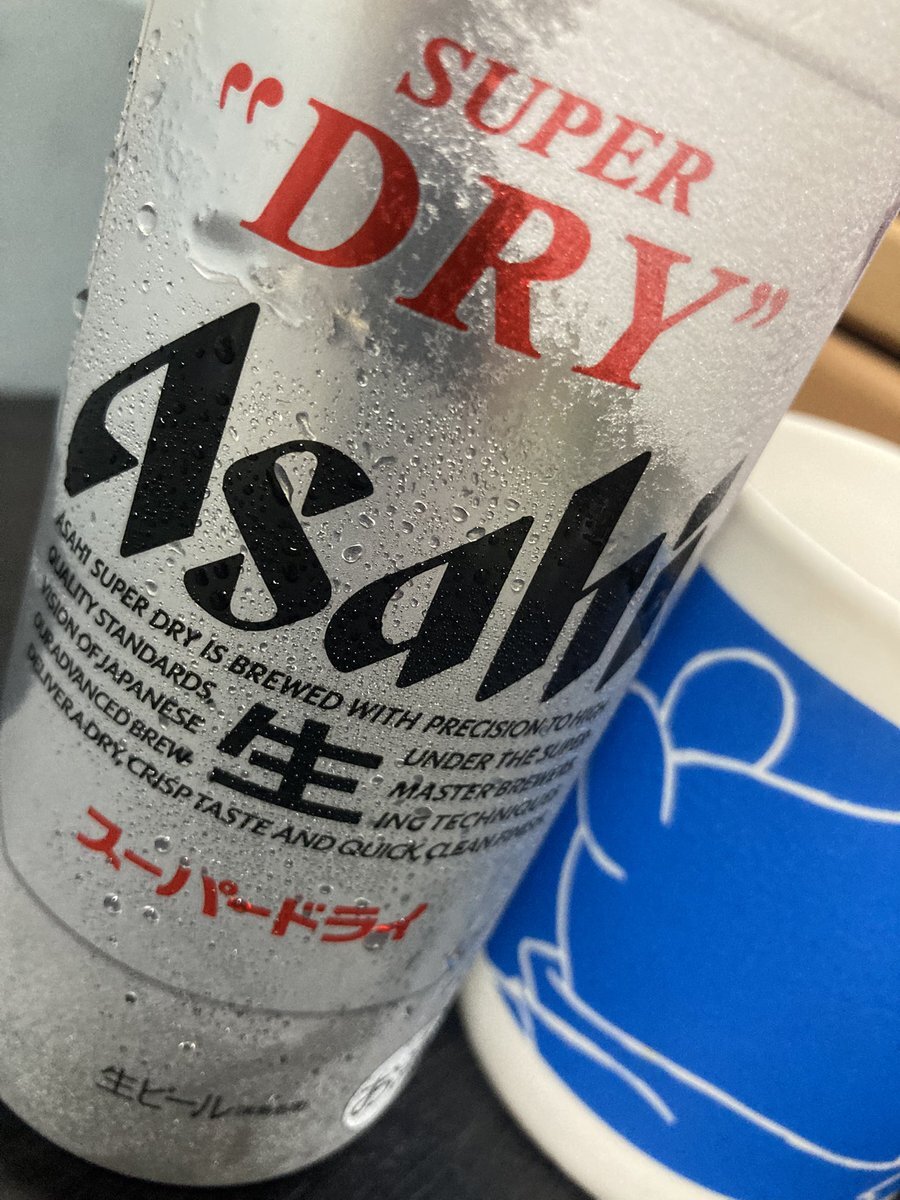 SUPER
"DRY"
Asahi
ASAHI SUPER DRY IS BREWED WITH PRECISION TO HIGH
QUALITY STANDARDS, UNDER THE SUPER
VISION OF JAPANESE MASTER BREWERS.
OUR ADVANCED BREW- ING TECHNIQUES
DELIVER A DRY, CRISP TASTE AND QUICK, CLEAN FINISH.
生
スーパードライ
生ビール